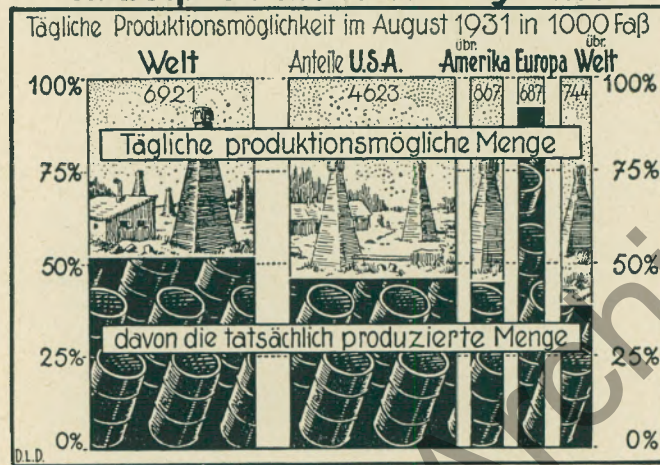 Tägliche Produktionsmöglichkeit im August 1931 in 1000 Faß
Welt Anteile U.S.A. übr. Amerika Europa übr. Welt
100% 6921 4623 867 687 744 100%
Tägliche produktionsmögliche Menge
75% 75%
50% 50%
davon die tatsächlich produzierte Menge
25% 25%
0% 0%
D.L.D.
Archi